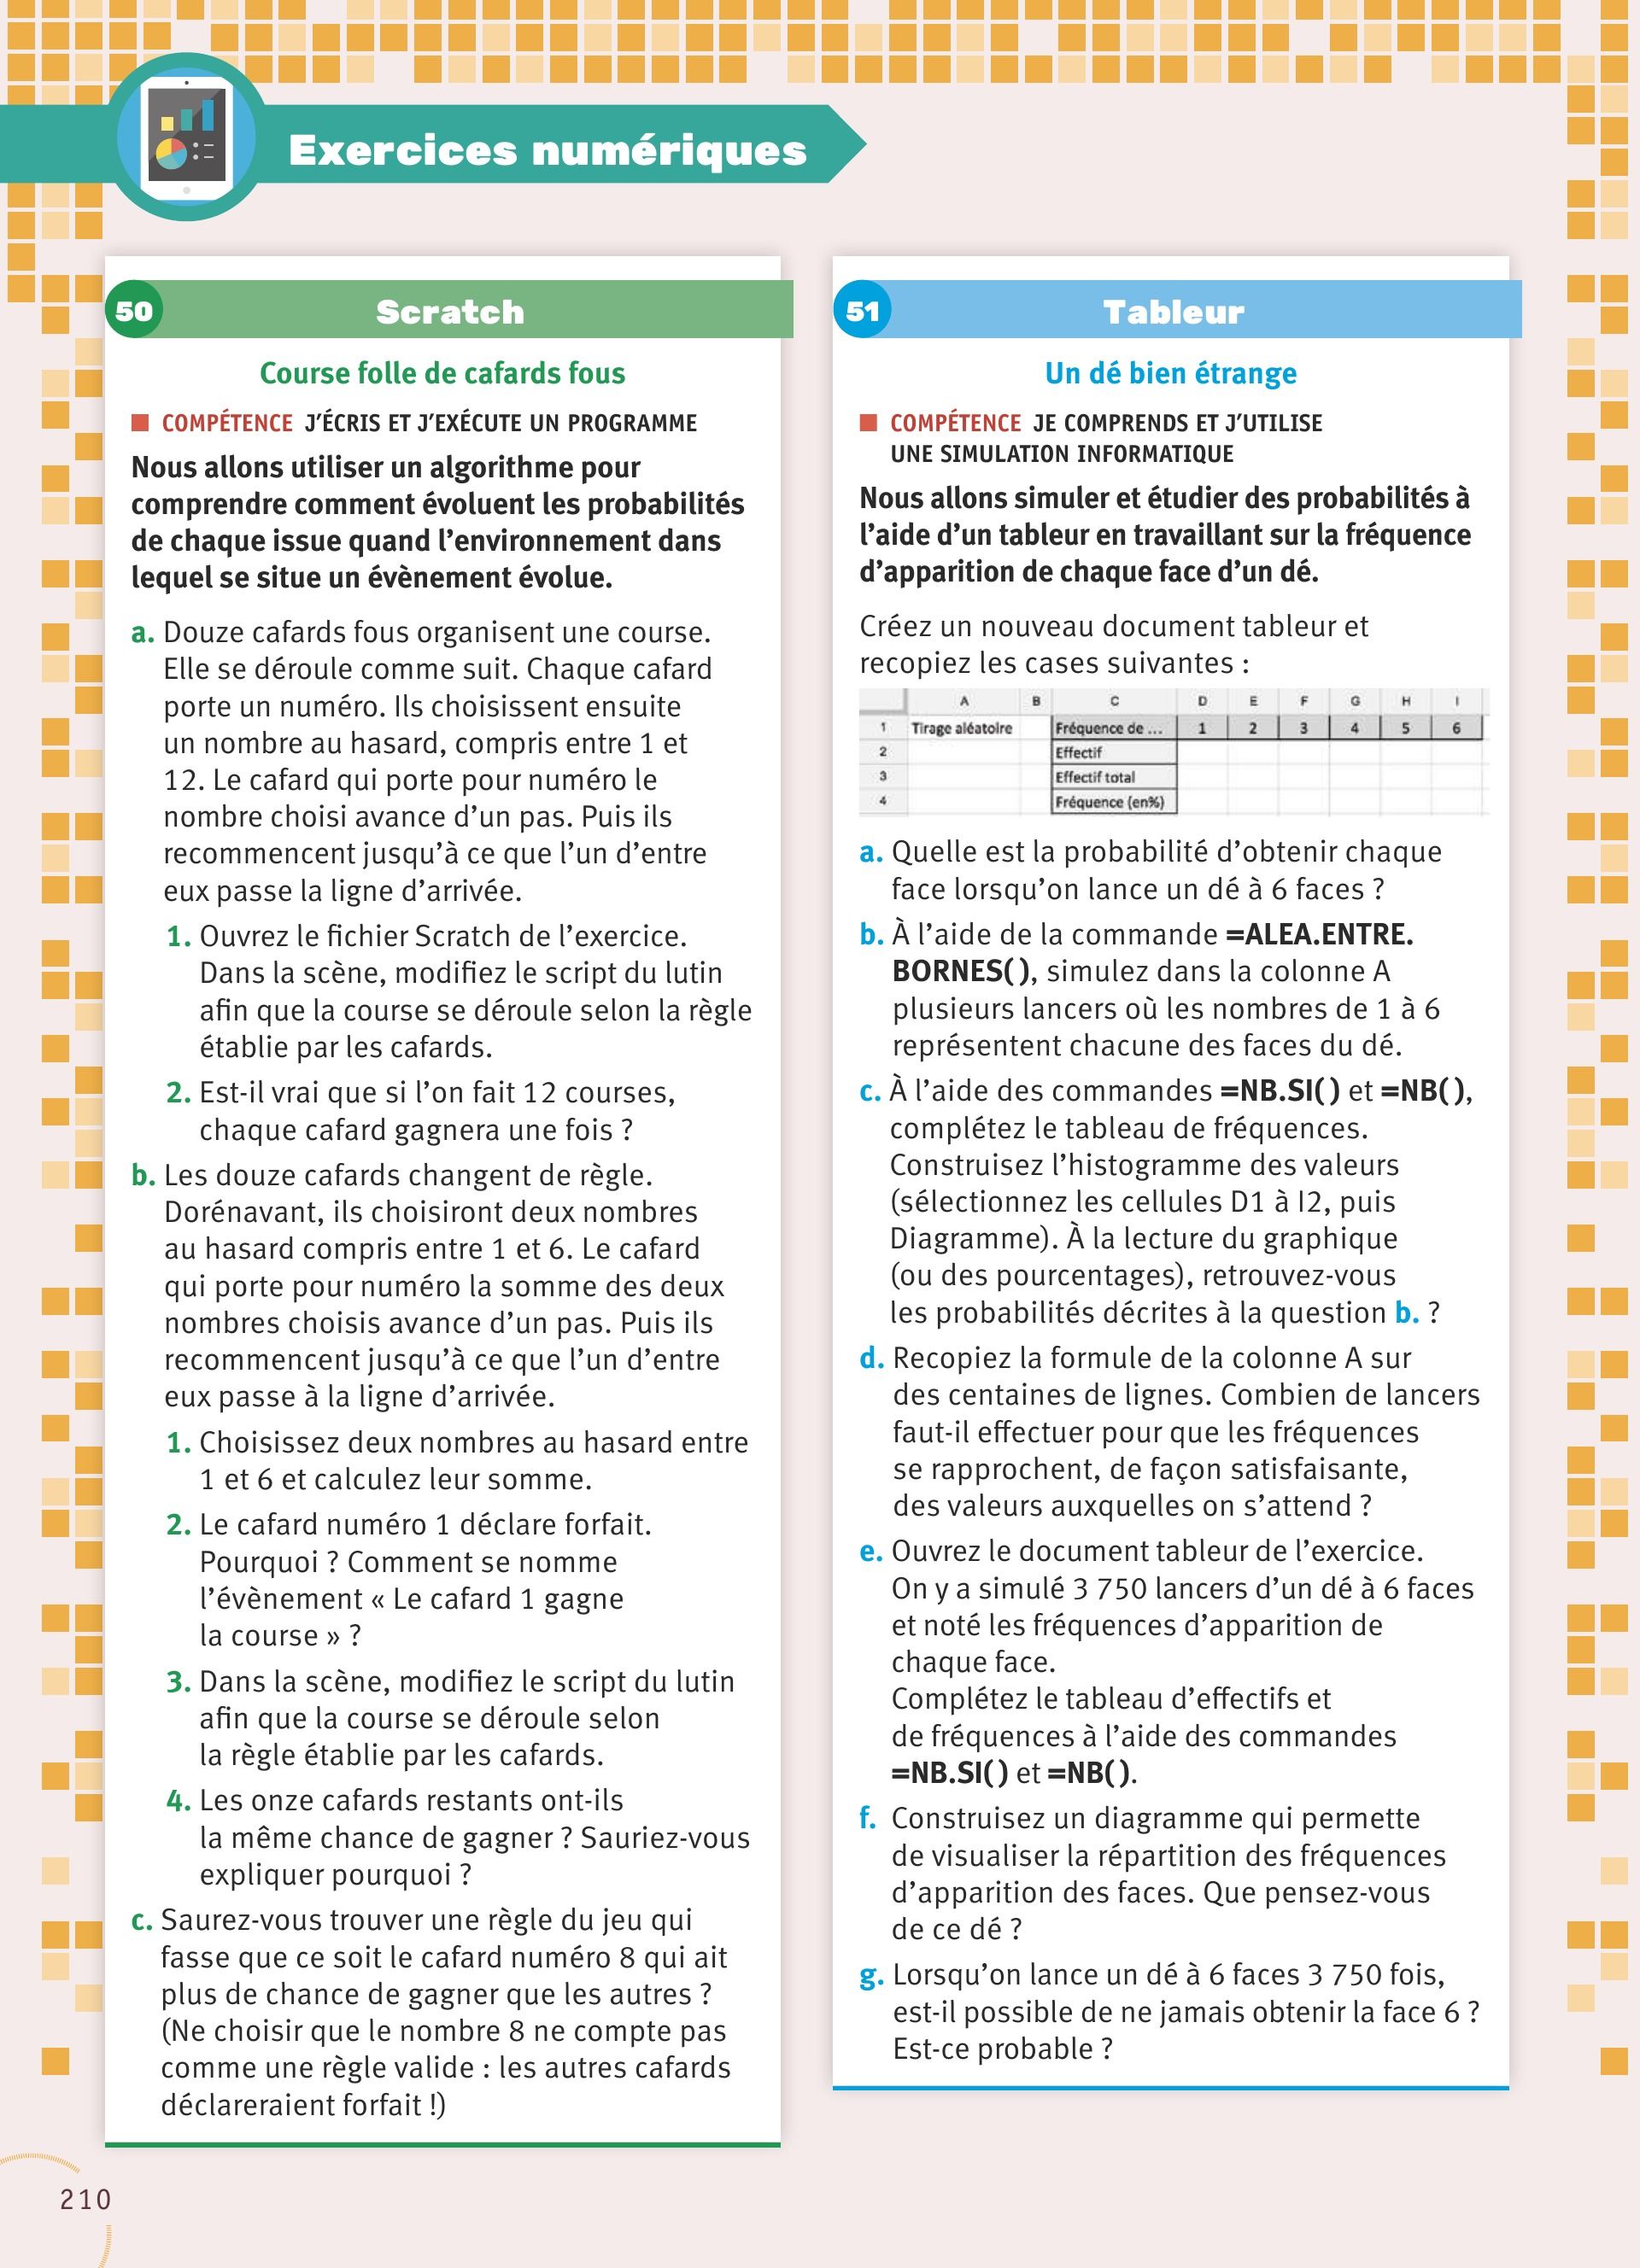 Exercices numériques
50 Scratch
Course folle de cafards fous
COMPÉTENCE J'ÉCRIS ET J'EXÉCUTE UN PROGRAMME
Nous allons utiliser un algorithme pour
comprendre comment évoluent les probabilités
de chaque issue quand l'environnement dans
lequel se situe un évènement évolue.
a. Douze cafards fous organisent une course.
Elle se déroule comme suit. Chaque cafard
porte un numéro. Ils choisissent ensuite
un nombre au hasard, compris entre 1 et
12. Le cafard qui porte pour numéro le
nombre choisi avance d'un pas. Puis ils
recommencent jusqu'à ce que l'un d'entre
eux passe la ligne d'arrivée.
1. Ouvrez le fichier Scratch de l'exercice.
Dans la scène, modifiez le script du lutin
afin que la course se déroule selon la règle
établie par les cafards.
2. Est-il vrai que si l'on fait 12 courses,
chaque cafard gagnera une fois ?
b. Les douze cafards changent de règle.
Dorénavant, ils choisiront deux nombres
au hasard compris entre 1 et 6. Le cafard
qui porte pour numéro la somme des deux
nombres choisis avance d'un pas. Puis ils
recommencent jusqu'à ce que l'un d'entre
eux passe à la ligne d'arrivée.
1. Choisissez deux nombres au hasard entre
1 et 6 et calculez leur somme.
2. Le cafard numéro 1 déclare forfait.
Pourquoi ? Comment se nomme
l'évènement « Le cafard 1 gagne
la course » ?
3. Dans la scène, modifiez le script du lutin
afin que la course se déroule selon
la règle établie par les cafards.
4. Les onze cafards restants ont-ils
la même chance de gagner ? Sauriez-vous
expliquer pourquoi ?
c. Saurez-vous trouver une règle du jeu qui
fasse que ce soit le cafard numéro 8 qui ait
plus de chance de gagner que les autres ?
(Ne choisir que le nombre 8 ne compte pas
comme une règle valide : les autres cafards
déclareraient forfait !)
51 Tableur
Un dé bien étrange
COMPÉTENCE JE COMPRENDS ET J'UTILISE
UNE SIMULATION INFORMATIQUE
Nous allons simuler et étudier des probabilités à
l'aide d'un tableur en travaillant sur la fréquence
d'apparition de chaque face d'un dé.
Créez un nouveau document tableur et
recopiez les cases suivantes :
A B C D E F G H I
1 Tirage aléatoire Fréquence de ... 1 2 3 4 5 6
2 Effectif
3 Effectif total
4 Fréquence (en%)
a. Quelle est la probabilité d'obtenir chaque
face lorsqu'on lance un dé à 6 faces ?
b. À l'aide de la commande =ALEA.ENTRE.
BORNES( ), simulez dans la colonne A
plusieurs lancers où les nombres de 1 à 6
représentent chacune des faces du dé.
c. À l'aide des commandes =NB.SI( ) et =NB( ),
complétez le tableau de fréquences.
Construisez l'histogramme des valeurs
(sélectionnez les cellules D1 à I2, puis
Diagramme). À la lecture du graphique
(ou des pourcentages), retrouvez-vous
les probabilités décrites à la question b. ?
d. Recopiez la formule de la colonne A sur
des centaines de lignes. Combien de lancers
faut-il effectuer pour que les fréquences
se rapprochent, de façon satisfaisante,
des valeurs auxquelles on s'attend ?
e. Ouvrez le document tableur de l'exercice.
On y a simulé 3 750 lancers d'un dé à 6 faces
et noté les fréquences d'apparition de
chaque face.
Complétez le tableau d'effectifs et
de fréquences à l'aide des commandes
=NB.SI( ) et =NB( ).
f. Construisez un diagramme qui permette
de visualiser la répartition des fréquences
d'apparition des faces. Que pensez-vous
de ce dé ?
g. Lorsqu'on lance un dé à 6 faces 3 750 fois,
est-il possible de ne jamais obtenir la face 6 ?
Est-ce probable ?
210